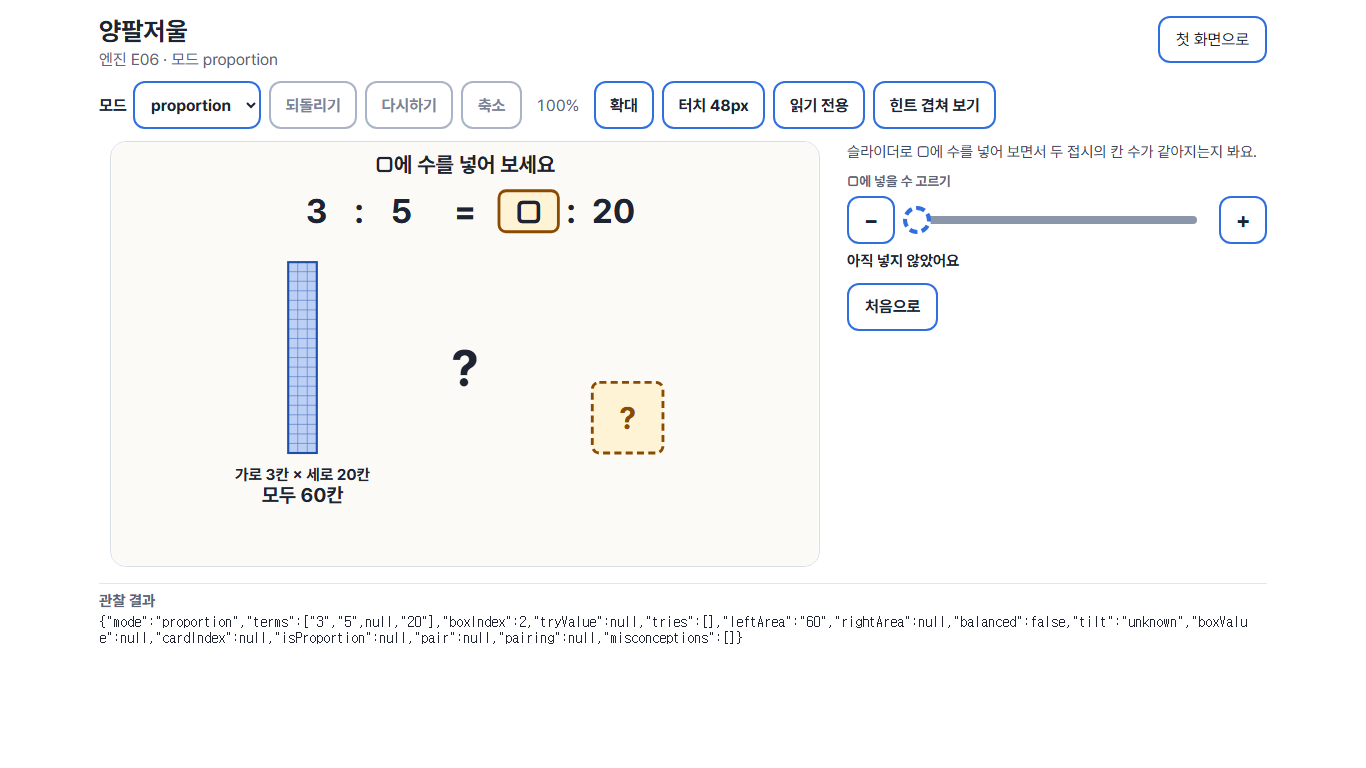 양팔저울
엔진 E06 · 모드 proportion
첫 화면으로
모드 proportion 되돌리기 다시하기 축소 100% 확대 터치 48px 읽기 전용 힌트 겹쳐 보기
□에 수를 넣어 보세요
3 : 5 = □ : 20
?
?
가로 3칸 × 세로 20칸
모두 60칸
슬라이더로 □에 수를 넣어 보면서 두 접시의 칸 수가 같아지는지 봐요.
□에 넣을 수 고르기
− +
아직 넣지 않았어요
처음으로
관찰 결과
{"mode":"proportion","terms":["3","5",null,"20"],"boxIndex":2,"tryValue":null,"tries":[],"leftArea":"60","rightArea":null,"balanced":false,"tilt":"unknown","boxValu
e":null,"cardIndex":null,"isProportion":null,"pair":null,"pairing":null,"misconceptions":[]}